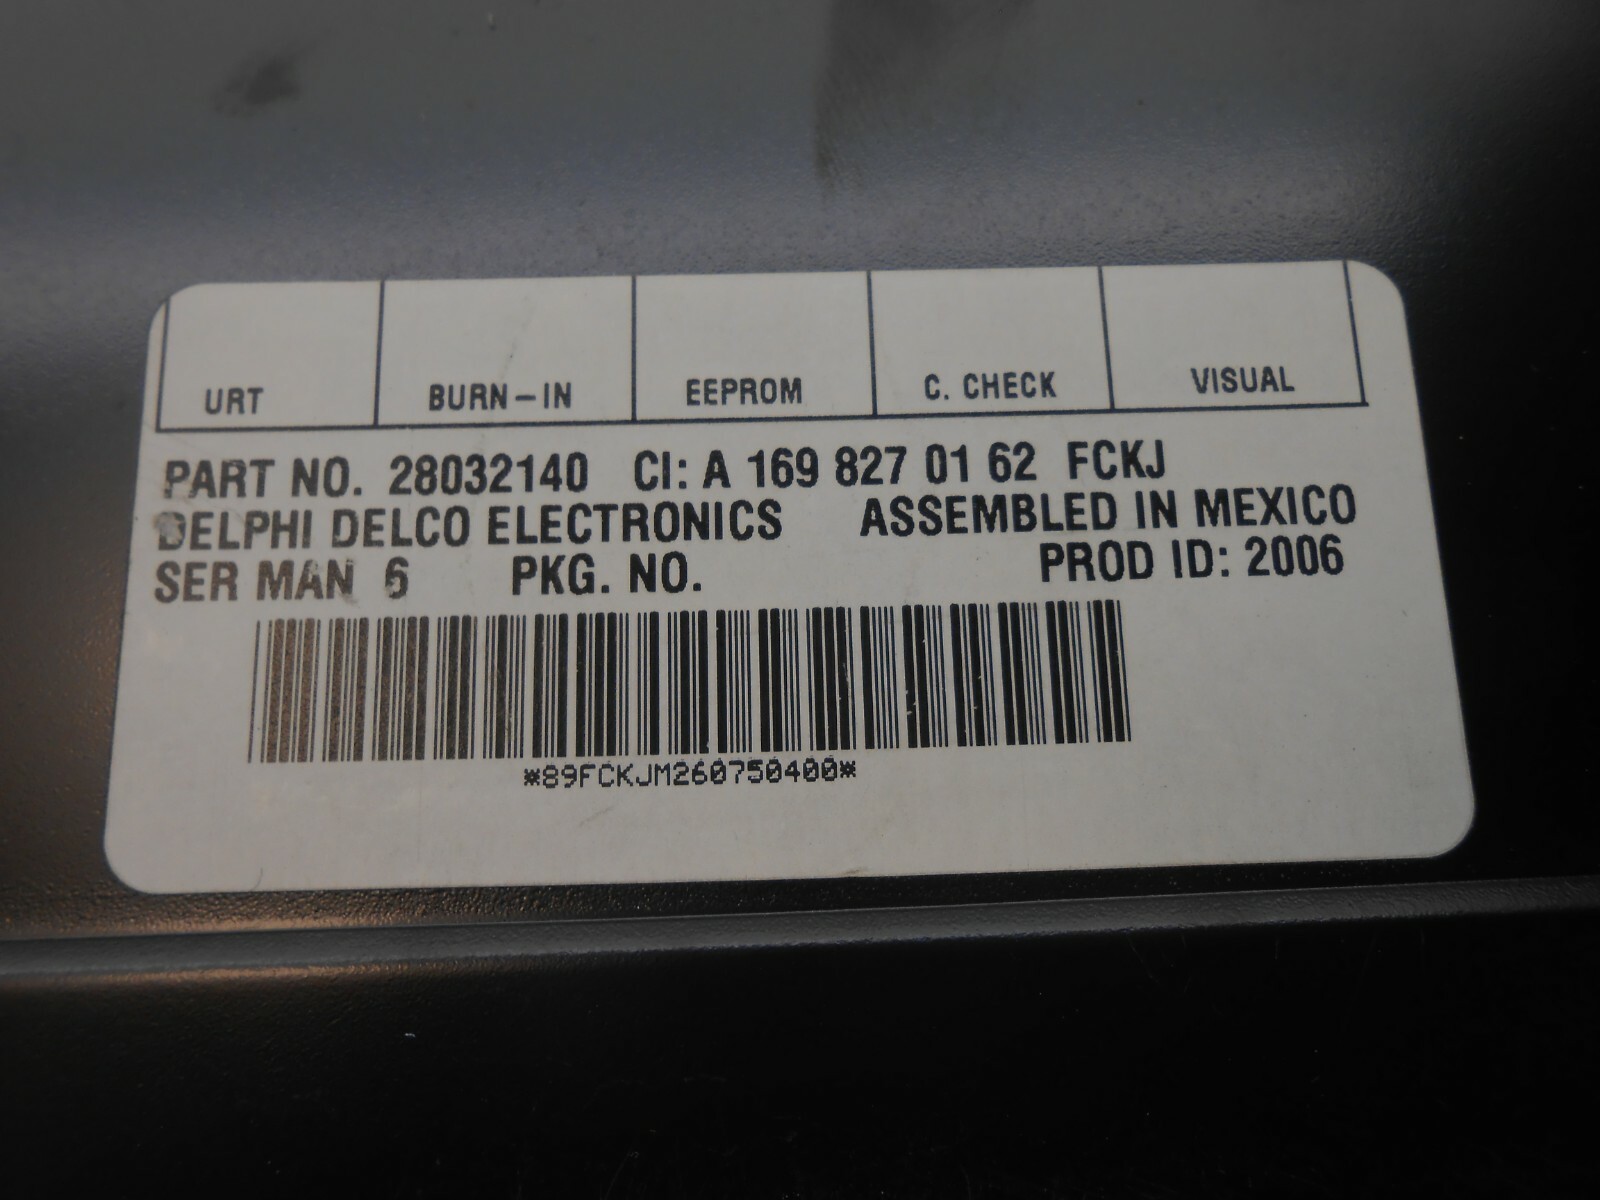 URT BURN-IN EEPROM C. CHECK VISUAL
PART NO. 28032140 CI: A 169 827 01 62 FCKJ
DELPHI DELCO ELECTRONICS ASSEMBLED IN MEXICO
SER MAN 6 PKG. NO. PROD ID: 2006
*89FCKJM260750400*